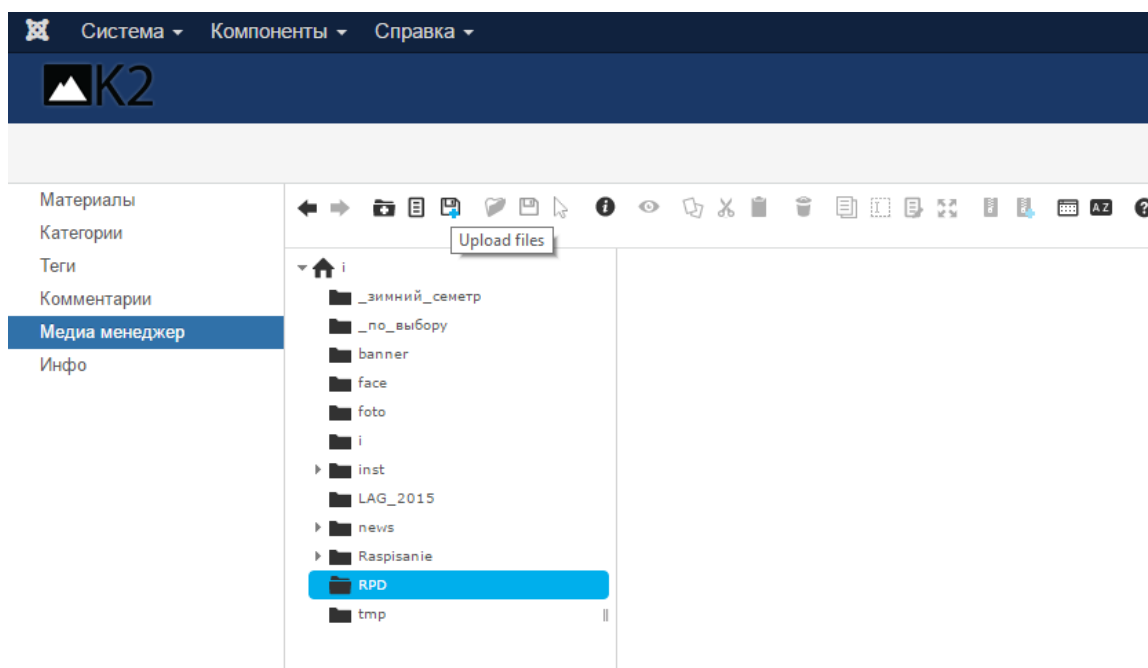 Система Компоненты Справка
K2
Материалы
Категории
Теги
Комментарии
Медиа менеджер
Инфо
i
A Z
?
Upload files
i
_зимний_семетр
_по_выбору
banner
face
foto
i
inst
LAG_2015
news
Raspisanie
RPD
tmp